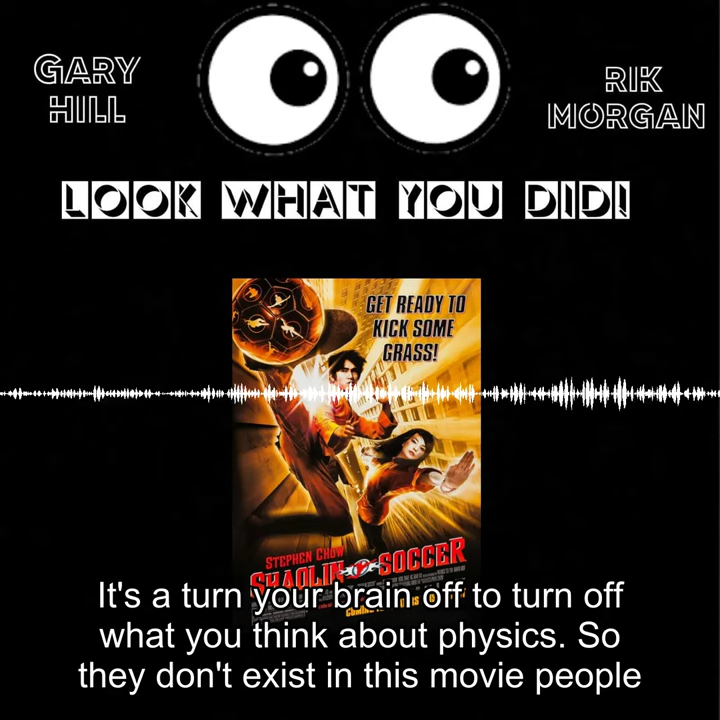 GARY
HILL
RIK
MORGAN
LOOK WHAT YOU DID!
GET READY TO
KICK SOME
GRASS!
STEPHEN CHOW
SHAOLIN SOCCER
It's a turn your brain off to turn off
what you think about physics. So
they don't exist in this movie people